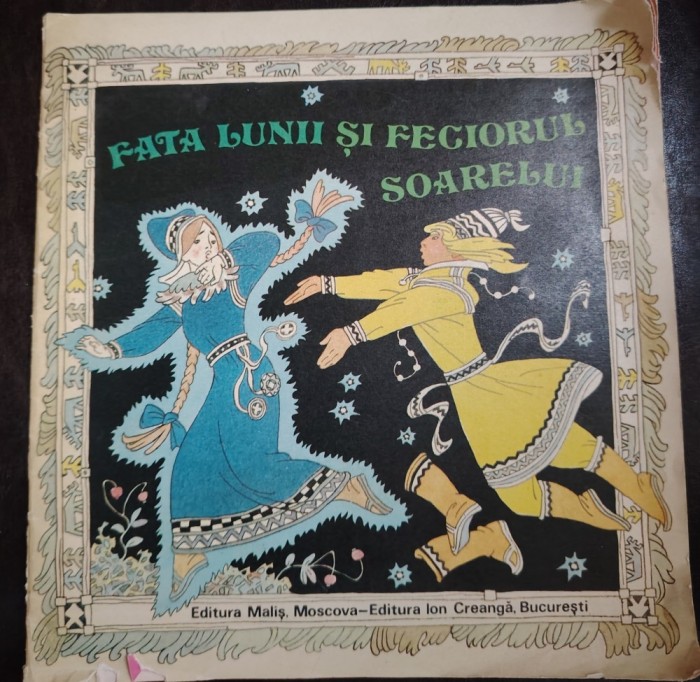 FATA LUNII ȘI FECIORUL
SOARELUI
Editura Maliș, Moscova—Editura Ion Creangă, București